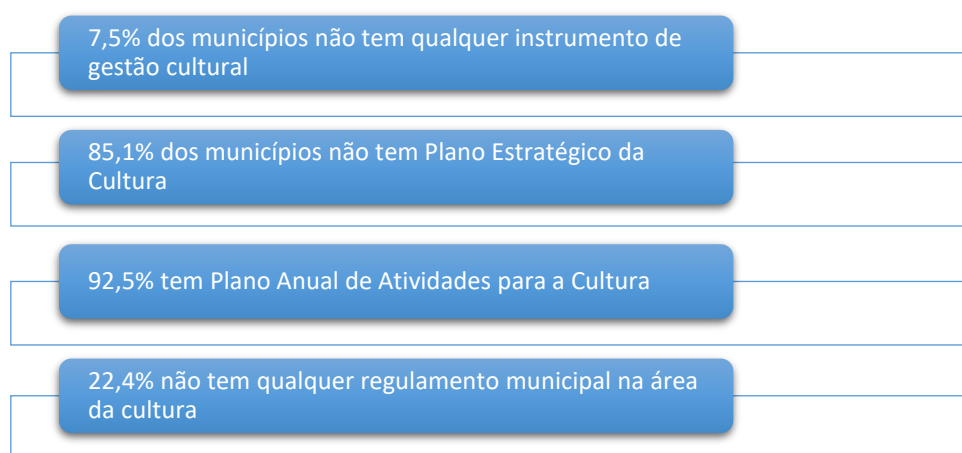 7,5% dos municípios não tem qualquer instrumento de
gestão cultural
85,1% dos municípios não tem Plano Estratégico da
Cultura
92,5% tem Plano Anual de Atividades para a Cultura
22,4% não tem qualquer regulamento municipal na área
da cultura